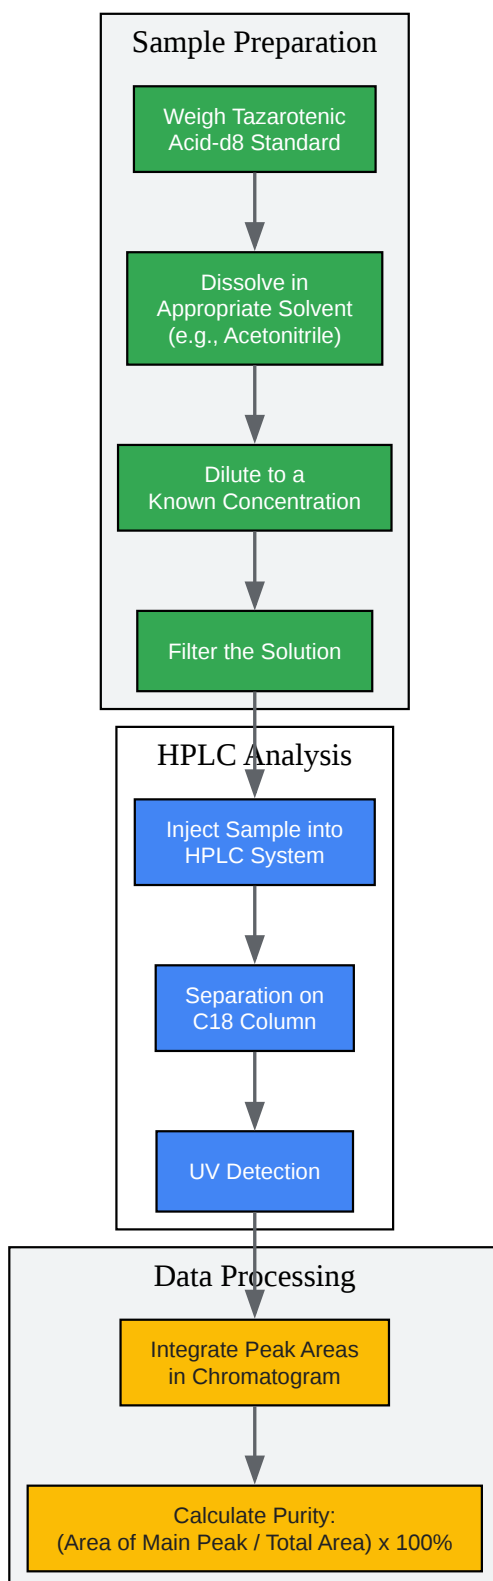 Sample Preparation
Weigh Tazarotenic
Acid-d8 Standard
Dissolve in
Appropriate Solvent
(e.g., Acetonitrile)
Dilute to a
Known Concentration
Filter the Solution
HPLC Analysis
Inject Sample into
HPLC System
Separation on
C18 Column
UV Detection
Data Processing
Integrate Peak Areas
in Chromatogram
Calculate Purity:
(Area of Main Peak / Total Area) x 100%